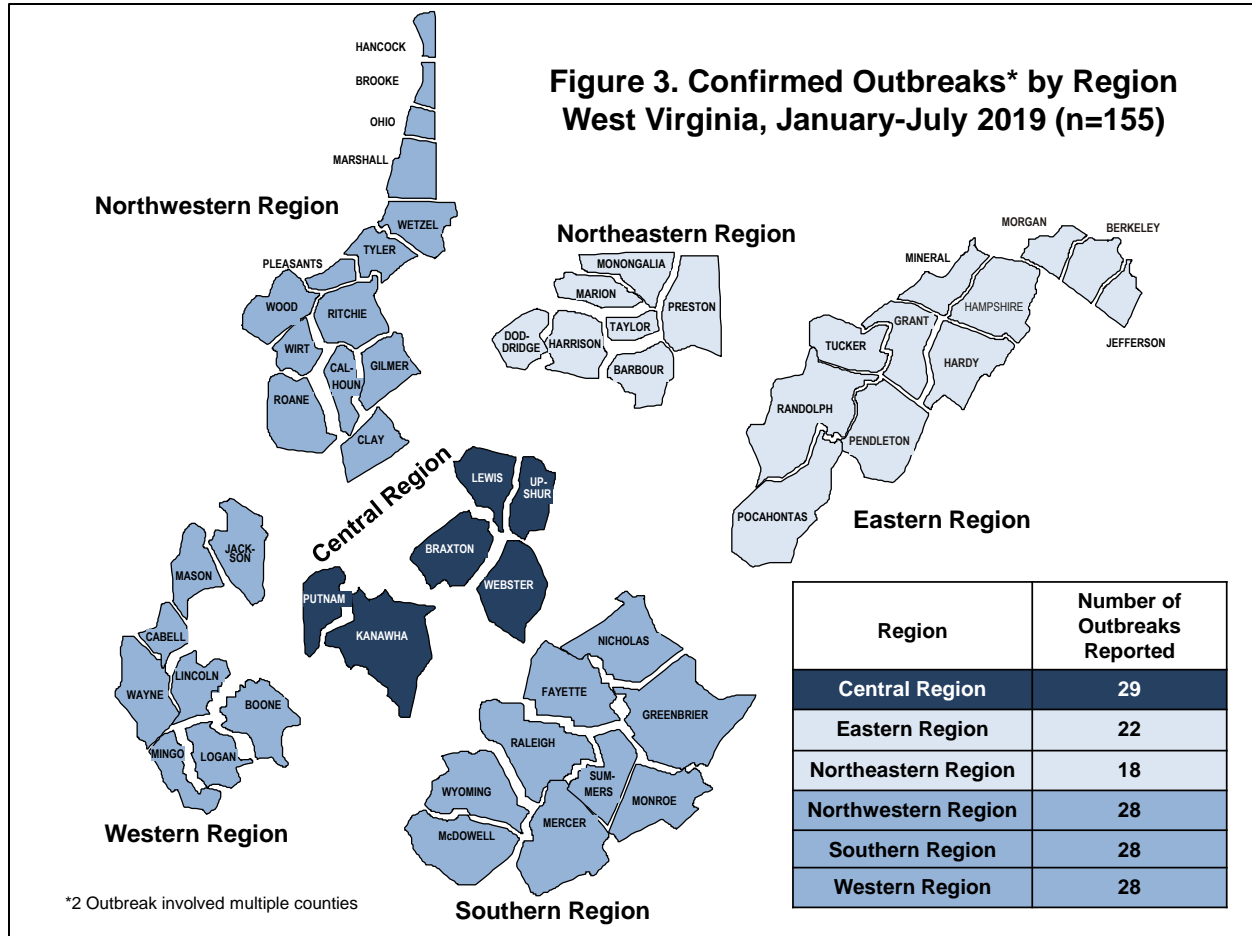 Figure 3. Confirmed Outbreaks* by Region
West Virginia, January-July 2019 (n=155)
HANCOCK
BROOKE
OHIO
MARSHALL
Northwestern Region
WETZEL
TYLER
PLEASANTS
WOOD
RITCHIE
WIRT
CAL-
HOUN
GILMER
ROANE
CLAY
Northeastern Region
MONONGALIA
MARION
PRESTON
TAYLOR
DOD-
DRIDGE
HARRISON
BARBOUR
MORGAN
BERKELEY
MINERAL
HAMPSHIRE
GRANT
JEFFERSON
TUCKER
HARDY
RANDOLPH
PENDLETON
POCAHONTAS
Eastern Region
Central Region
LEWIS
UP-
SHUR
BRAXTON
WEBSTER
PUTNAM
KANAWHA
JACK-
SON
MASON
CABELL
LINCOLN
WAYNE
BOONE
MINGO
LOGAN
Western Region
NICHOLAS
FAYETTE
GREENBRIER
RALEIGH
SUM-
MERS
WYOMING
MONROE
MERCER
McDOWELL
Southern Region
Region
Number of
Outbreaks
Reported
Central Region 29
Eastern Region 22
Northeastern Region 18
Northwestern Region 28
Southern Region 28
Western Region 28
*2 Outbreak involved multiple counties